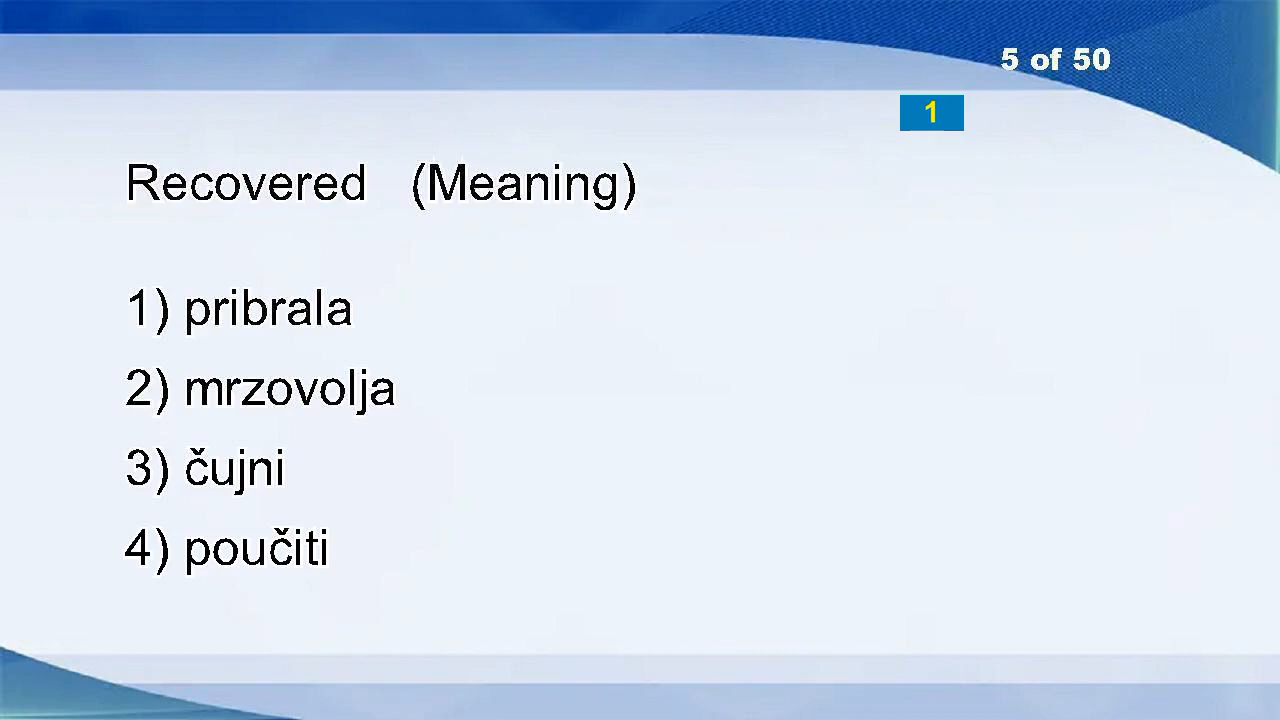 5 of 50
1
Recovered (Meaning)
1) pribrala
2) mrzovolja
3) čujni
4) poučiti